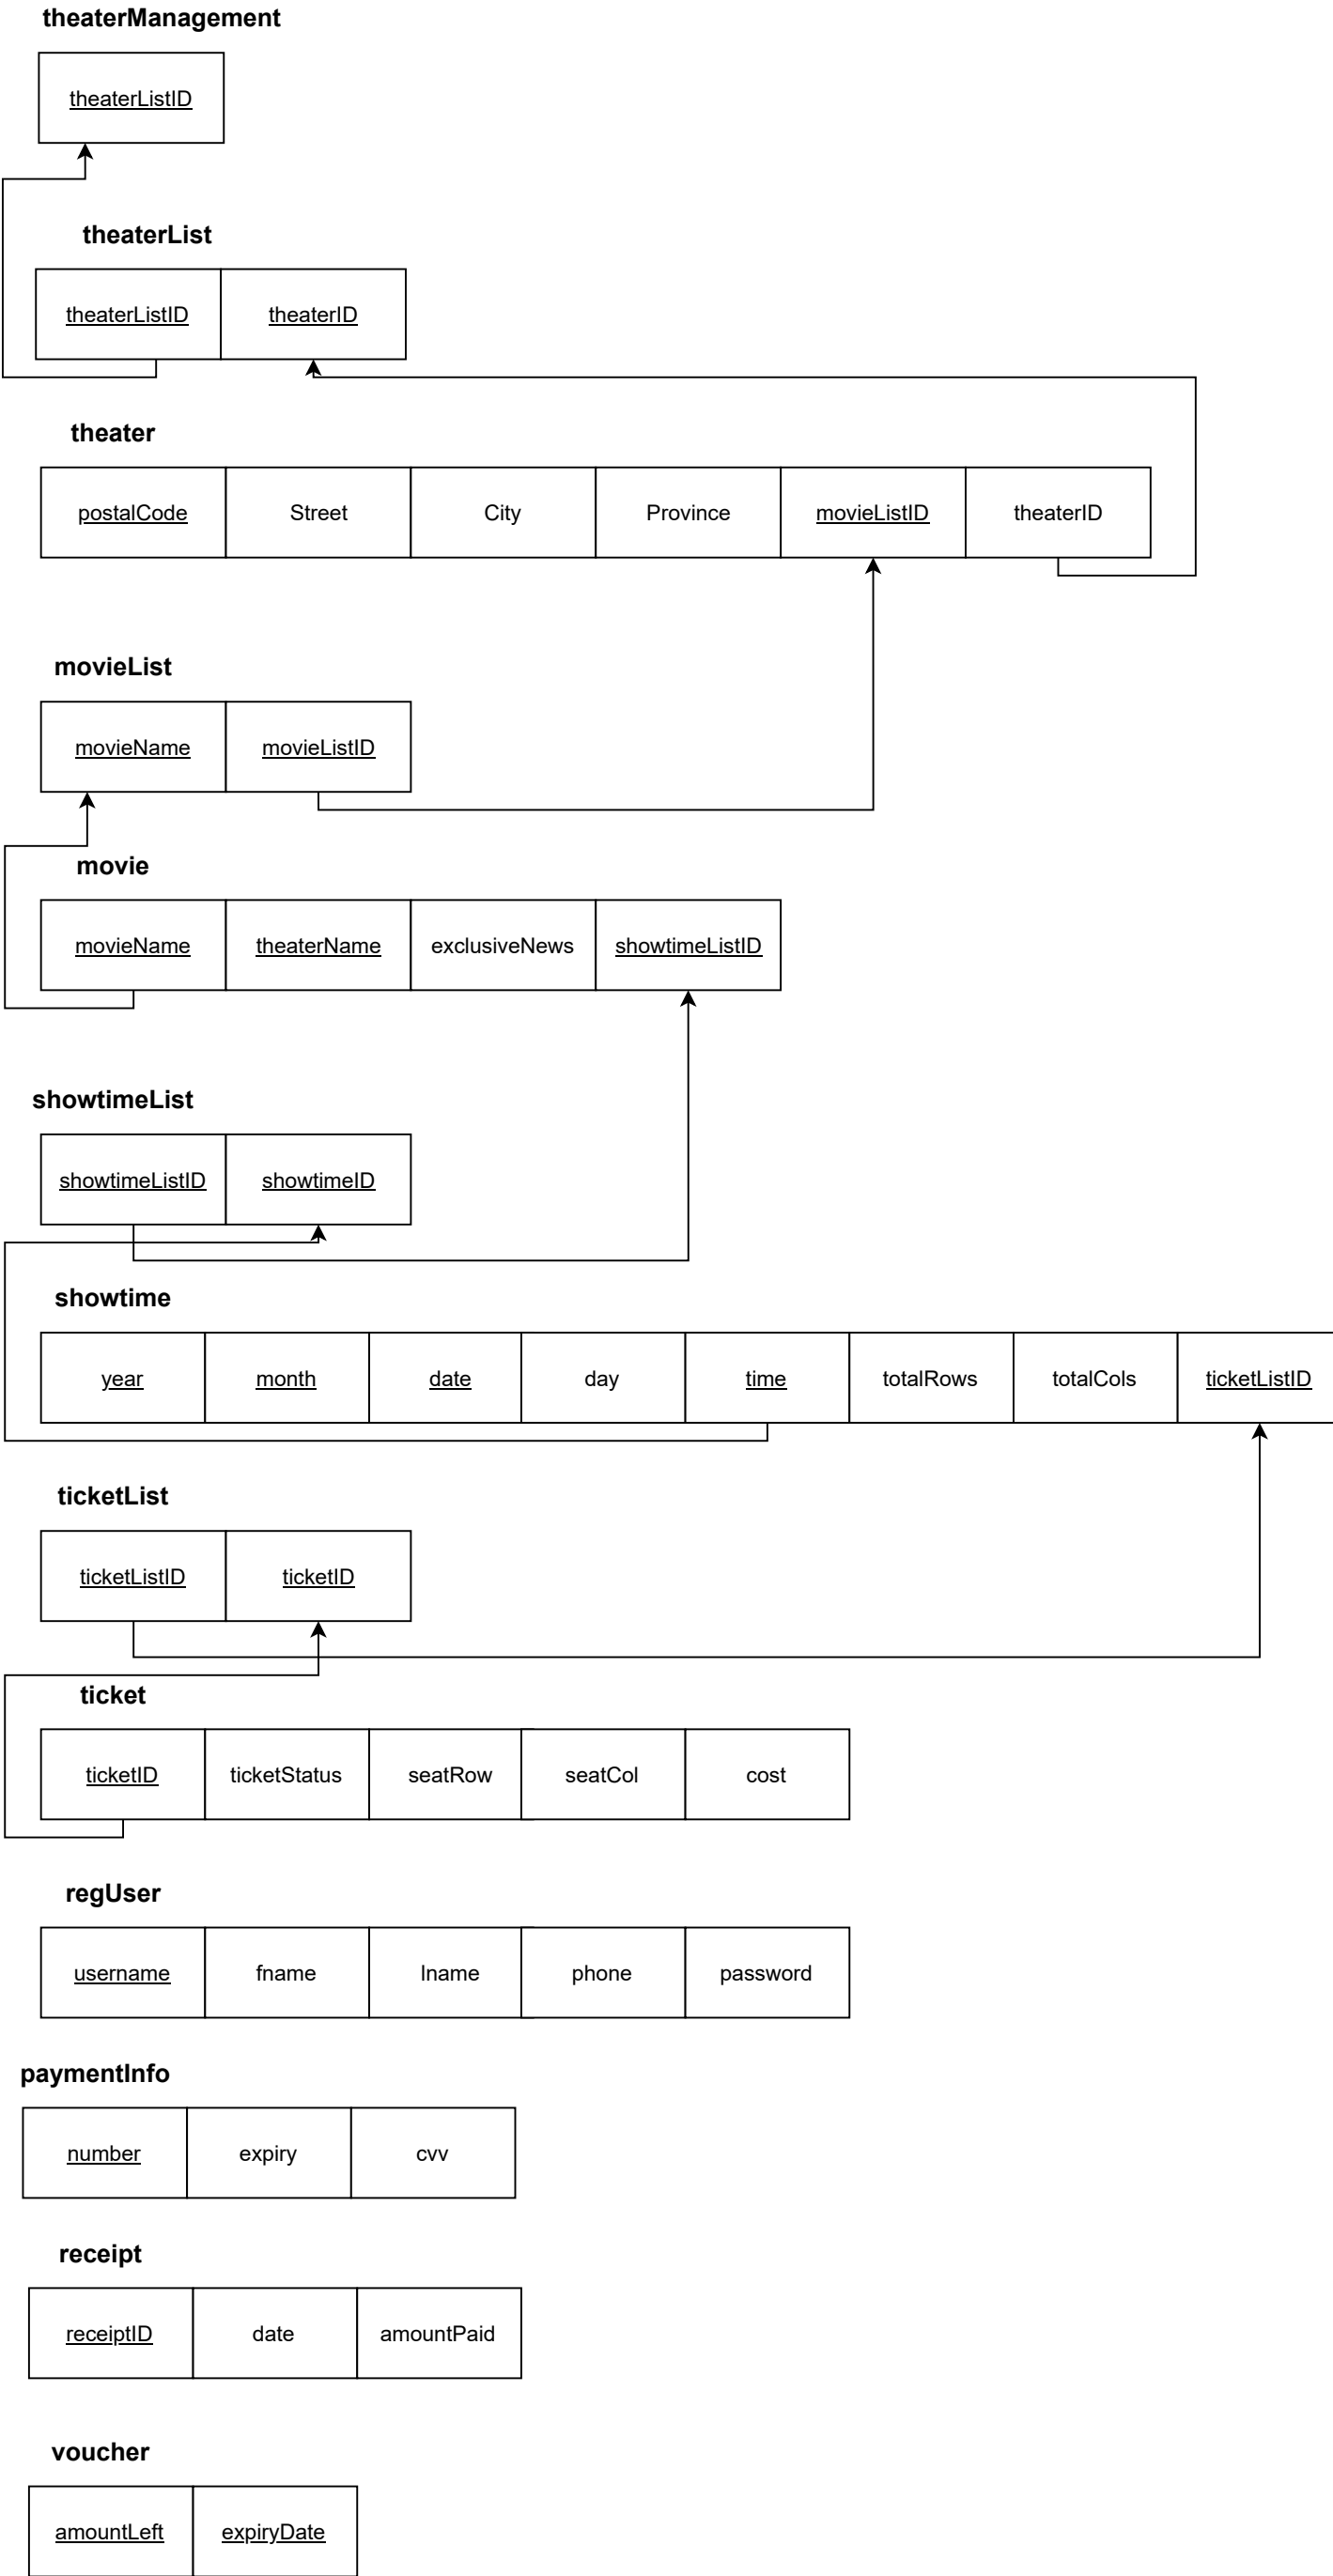 theaterManagement
theaterListID
theaterList
theaterListID theaterID
theater
postalCode Street City Province movieListID theaterID
movieList
movieName movieListID
movie
movieName theaterName exclusiveNews showtimeListID
showtimeList
showtimeListID showtimeID
showtime
year month date day time totalRows totalCols ticketListID
ticketList
ticketListID ticketID
ticket
ticketID ticketStatus seatRow seatCol cost
regUser
username fname lname phone password
paymentInfo
number expiry cvv
receipt
receiptID date amountPaid
voucher
amountLeft expiryDate